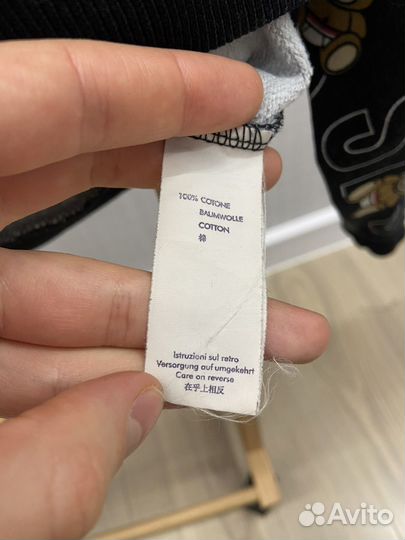 100% COTONE
BAUMWOLLE
COTTON
棉
Istruzioni sul retro
Versorgung auf umgekehrt
Care on reverse
在乎上相反
Avito